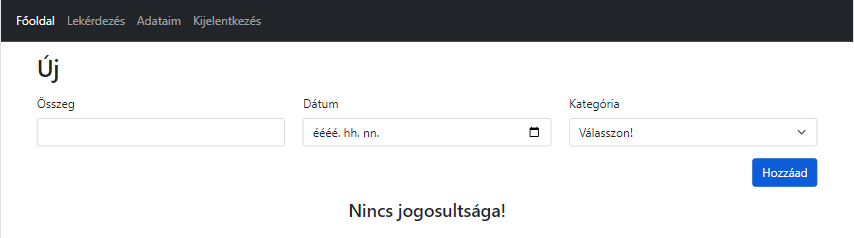 Főoldal Lekérdezés Adataim Kijelentkezés
Új
Összeg Dátum Kategória
éééé. hh. nn. Válasszon!
Hozzáad
Nincs jogosultsága!